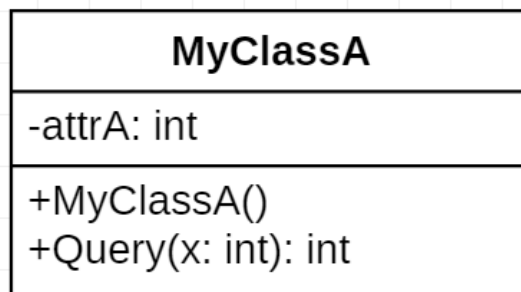 MyClassA
-attrA: int
+MyClassA()
+Query(x: int): int